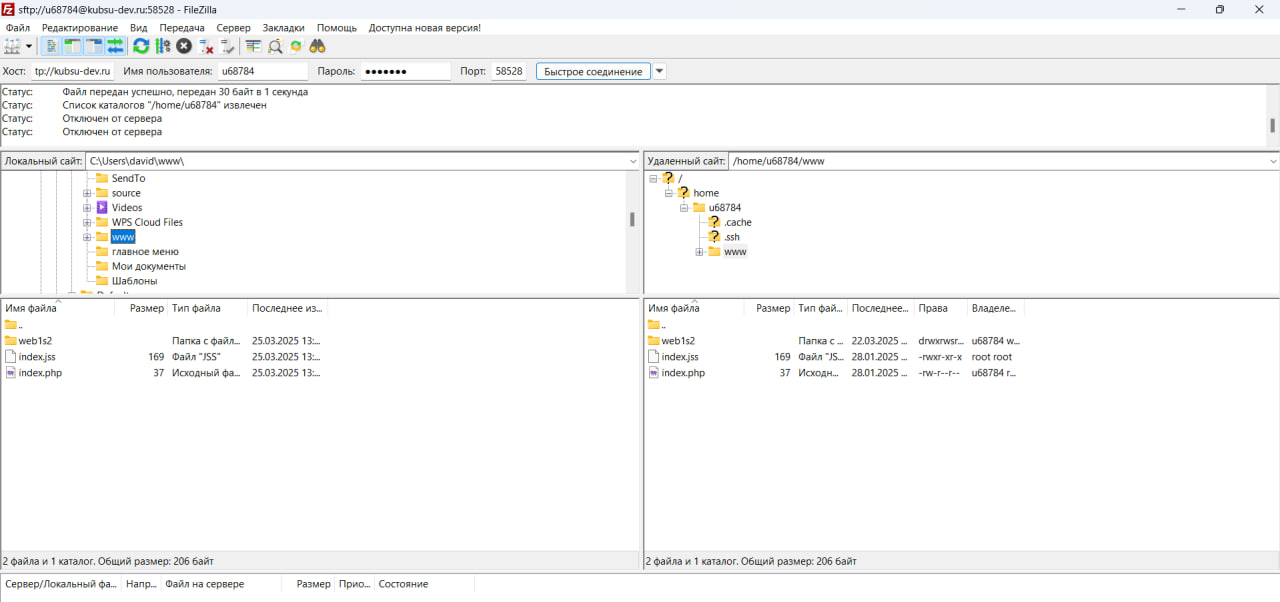 sftp://u68784@kubsu-dev.ru:58528 - FileZilla
Файл Редактирование Вид Передача Сервер Закладки Помощь Доступна новая версия!
Хост: tp://kubsu-dev.ru Имя пользователя: u68784 Пароль: ●●●●●●● Порт: 58528 Быстрое соединение
Статус: Файл передан успешно, передан 30 байт в 1 секунда
Статус: Список каталогов "/home/u68784" извлечен
Статус: Отключен от сервера
Статус: Отключен от сервера
Локальный сайт: C:\Users\david\www\
SendTo
source
Videos
WPS Cloud Files
www
главное меню
Мои документы
Шаблоны
Удаленный сайт: /home/u68784/www
/
home
u68784
.cache
.ssh
www
Имя файла Размер Тип файла Последнее из...
..
web1s2 Папка с файл... 25.03.2025 13:...
index.jss 169 Файл "JSS" 25.03.2025 13:...
index.php 37 Исходный фа... 25.03.2025 13:...
2 файла и 1 каталог. Общий размер: 206 байт
Имя файла Размер Тип фай... Последнее... Права Владеле...
..
web1s2 Папка с ... 22.03.2025 ... drwxrwsr... u68784 w...
index.jss 169 Файл "JS... 28.01.2025 ... -rwxr-xr-x root root
index.php 37 Исходн... 28.01.2025 ... -rw-r--r-- u68784 r...
2 файла и 1 каталог. Общий размер: 206 байт
Сервер/Локальный фа... Напр... Файл на сервере Размер Прио... Состояние